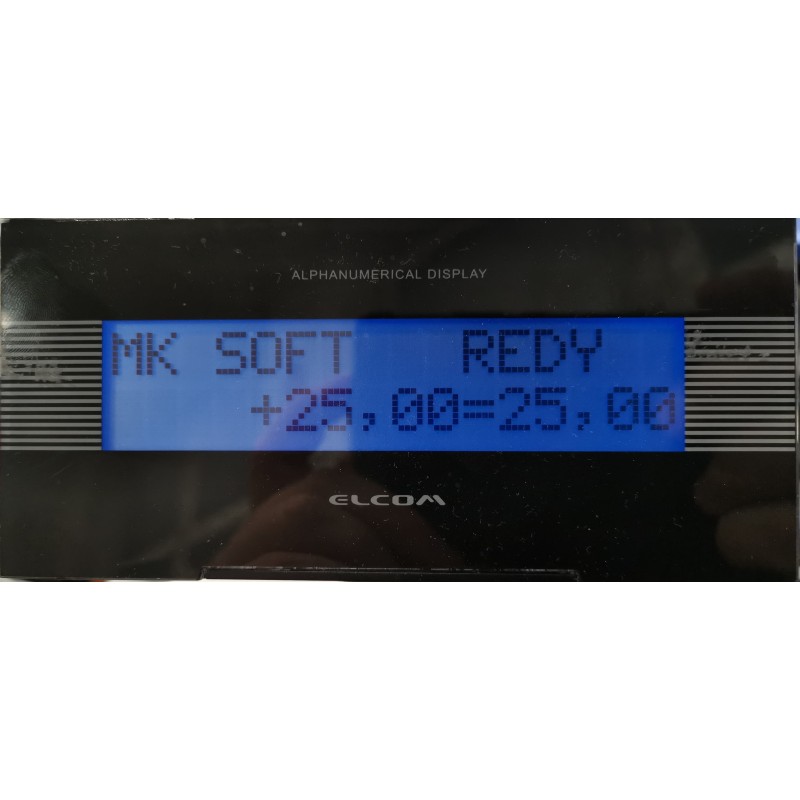 ALPHANUMERICAL DISPLAY
MK SOFT REDY
+25,00=25,00
ELCOM